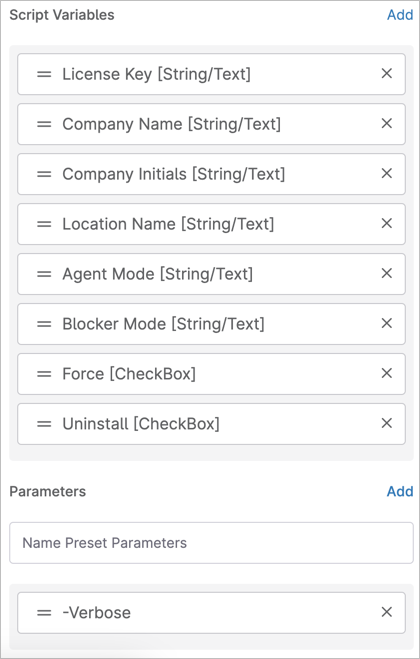 Script Variables Add
License Key [String/Text]
Company Name [String/Text]
Company Initials [String/Text]
Location Name [String/Text]
Agent Mode [String/Text]
Blocker Mode [String/Text]
Force [CheckBox]
Uninstall [CheckBox]
Parameters Add
Name Preset Parameters
-Verbose